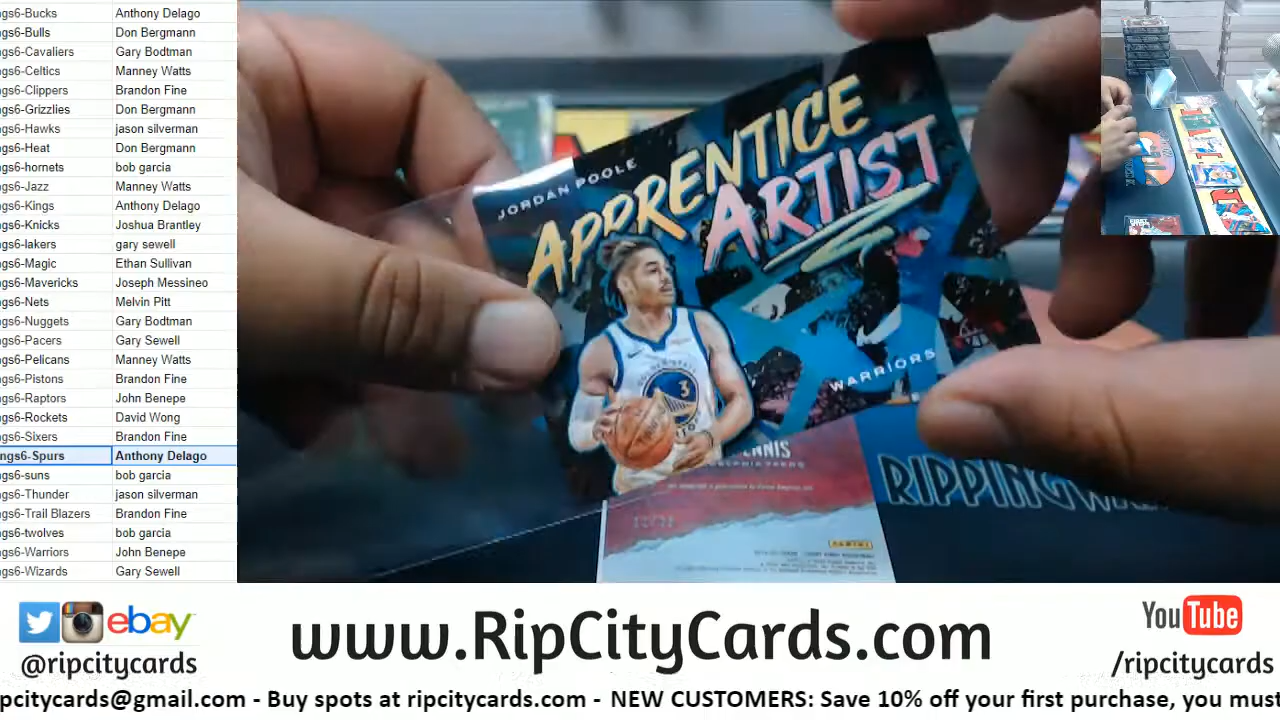 ngs6-Bucks Anthony Delago
ngs6-Bulls Don Bergmann
ngs6-Cavaliers Gary Bodtman
ngs6-Celtics Manney Watts
ngs6-Clippers Brandon Fine
ngs6-Grizzlies Don Bergmann
ngs6-Hawks jason silverman
ngs6-Heat Don Bergmann
ngs6-hornets bob garcia
ngs6-Jazz Manney Watts
ngs6-Kings Anthony Delago
ngs6-Knicks Joshua Brantley
ngs6-lakers gary sewell
ngs6-Magic Ethan Sullivan
ngs6-Mavericks Joseph Messineo
ngs6-Nets Melvin Pitt
ngs6-Nuggets Gary Bodtman
ngs6-Pacers Gary Sewell
ngs6-Pelicans Manney Watts
ngs6-Pistons Brandon Fine
ngs6-Raptors John Benepe
ngs6-Rockets David Wong
ngs6-Sixers Brandon Fine
ngs6-Spurs Anthony Delago
ngs6-suns bob garcia
ngs6-Thunder jason silverman
ngs6-Trail Blazers Brandon Fine
ngs6-twolves bob garcia
ngs6-Warriors John Benepe
ngs6-Wizards Gary Sewell
JORDAN POOLE
APPRENTICE
ARTIST
WARRIORS
3
ENNIS
PANINI
RIPPINGW
ebay
@ripcitycards
www.RipCityCards.com
YouTube
/ripcitycards
pcitycards@gmail.com - Buy spots at ripcitycards.com - NEW CUSTOMERS: Save 10% off your first purchase, you must